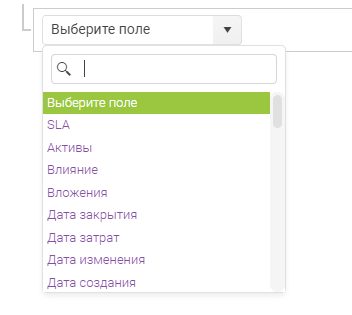 Выберите поле
Выберите поле
SLA
Активы
Влияние
Вложения
Дата закрытия
Дата затрат
Дата изменения
Дата создания